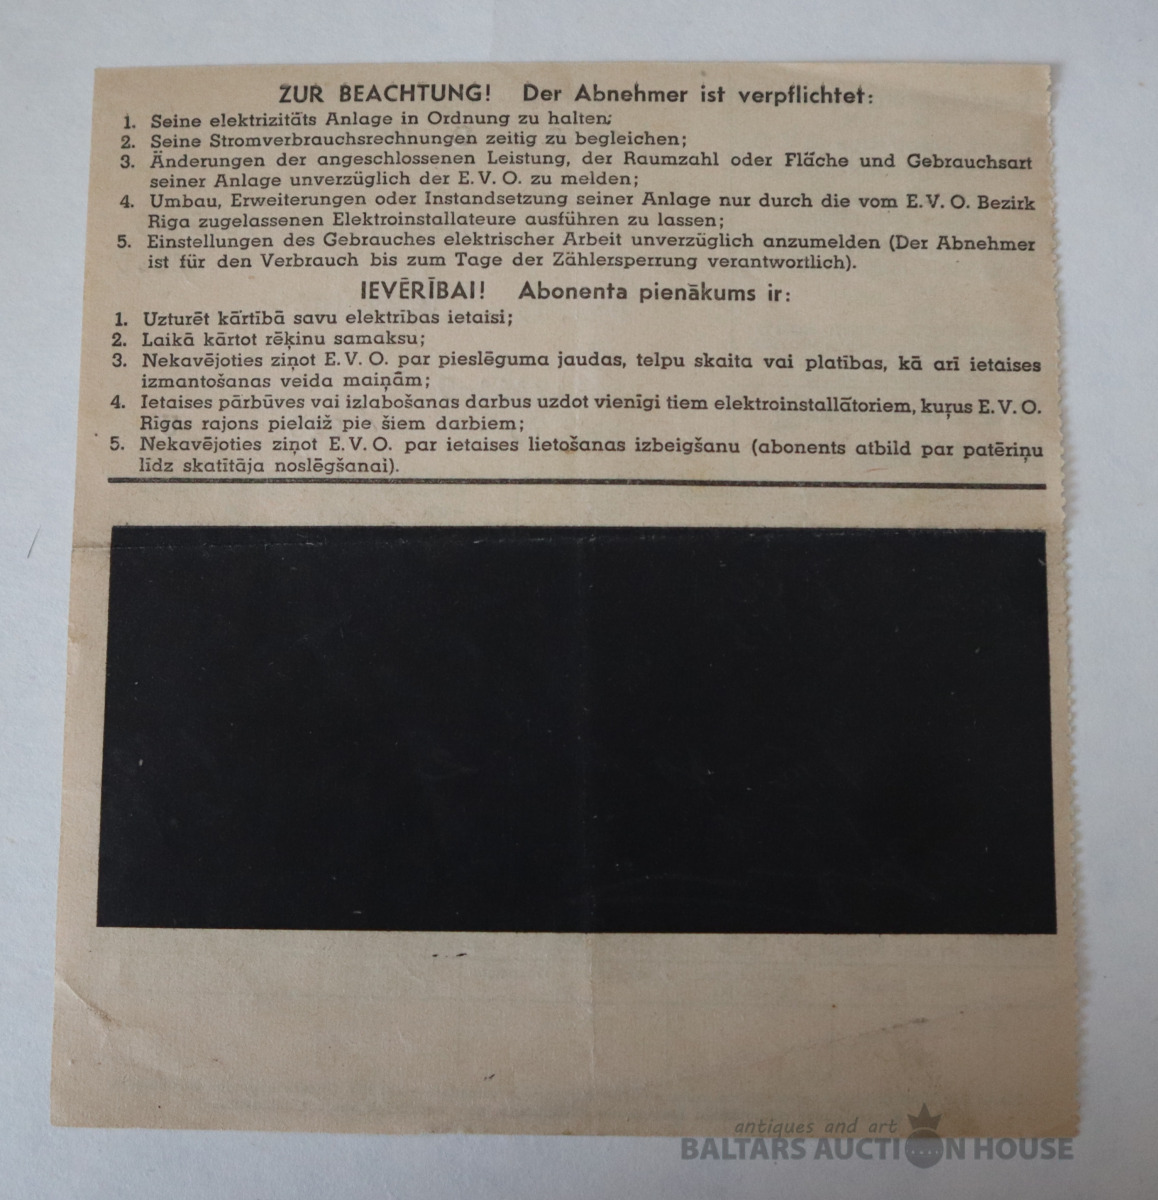 ZUR BEACHTUNG! Der Abnehmer ist verpflichtet:
1. Seine elektrizitäts Anlage in Ordnung zu halten;
2. Seine Stromverbrauchsrechnungen zeitig zu begleichen;
3. Änderungen der angeschlossenen Leistung, der Raumzahl oder Fläche und Gebrauchsart
seiner Anlage unverzüglich der E. V. O. zu melden;
4. Umbau, Erweiterungen oder Instandsetzung seiner Anlage nur durch die vom E. V. O. Bezirk
Riga zugelassenen Elektroinstallateure ausführen zu lassen;
5. Einstellungen des Gebrauches elektrischer Arbeit unverzüglich anzumelden (Der Abnehmer
ist für den Verbrauch bis zum Tage der Zählersperrung verantwortlich).
IEVĒRĪBAI! Abonenta pienākums ir:
1. Uzturēt kārtībā savu elektrības ietaisi;
2. Laikā kārtot rēķinu samaksu;
3. Nekavējoties ziņot E. V. O. par pieslēguma jaudas, telpu skaita vai platības, kā arī ietaises
izmantošanas veida maiņām;
4. Ietaises pārbūves vai izlabošanas darbus uzdot vienīgi tiem elektroinstallātoriem, kuŗus E. V. O.
Rīgas rajons pielaiž pie šiem darbiem;
5. Nekavējoties ziņot E. V. O. par ietaises lietošanas izbeigšanu (abonents atbild par patēriņu
līdz skatītāja noslēgšanai).
antiques and art
BALTARS AUCTION HOUSE